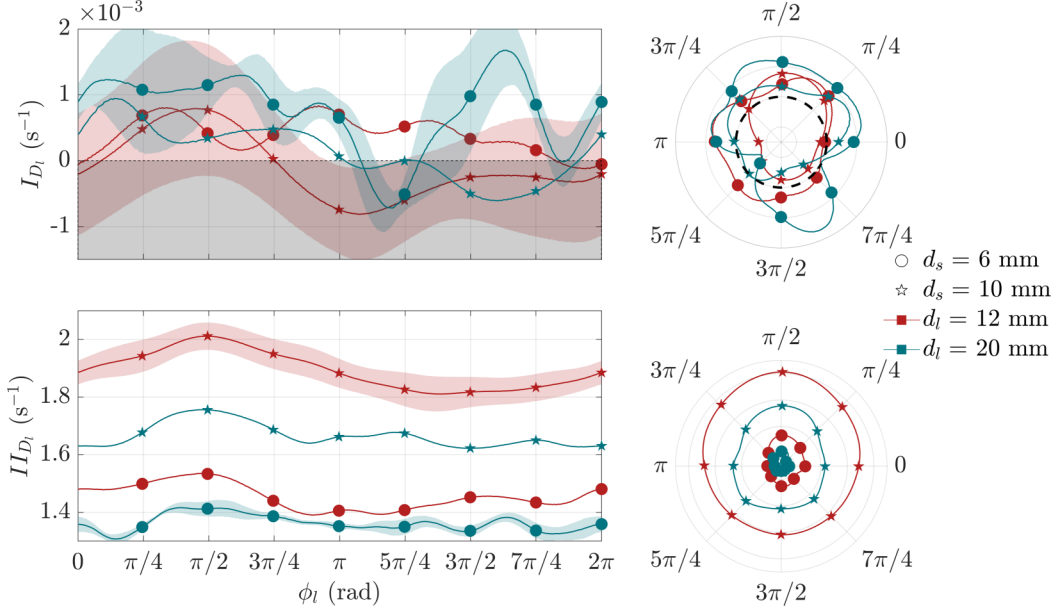 ×10⁻³
2
1
0
-1
I_{D_l} (s⁻¹)
π/2
3π/4
π/4
π
0
5π/4
7π/4
3π/2
○ d_s = 6 mm
☆ d_s = 10 mm
d_l = 12 mm
d_l = 20 mm
2
1.8
1.6
1.4
II_{D_l} (s⁻¹)
0 π/4 π/2 3π/4 π 5π/4 3π/2 7π/4 2π
ϕ_l (rad)
π/2
3π/4
π/4
π
0
5π/4
7π/4
3π/2